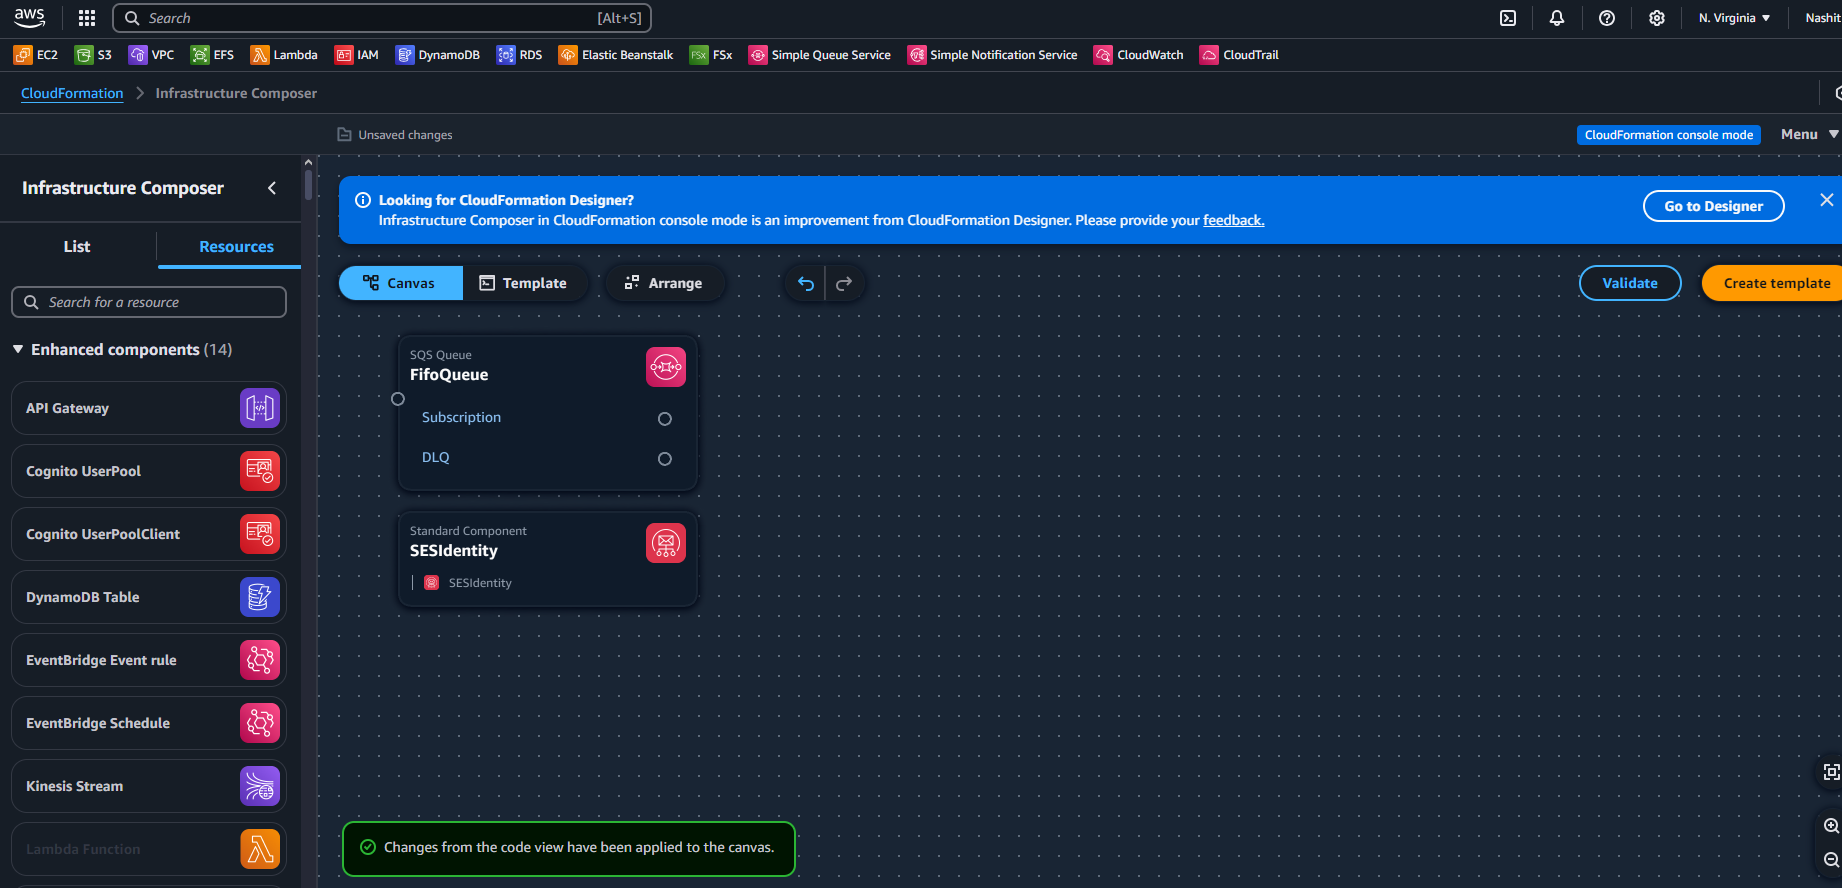 aws
Search [Alt+S]
N. Virginia
Nashit
EC2 S3 VPC EFS Lambda IAM DynamoDB RDS Elastic Beanstalk FSx FSx Simple Queue Service Simple Notification Service CloudWatch CloudTrail
CloudFormation Infrastructure Composer
Unsaved changes
CloudFormation console mode
Menu
Infrastructure Composer
List
Resources
Search for a resource
Enhanced components (14)
API Gateway
Cognito UserPool
Cognito UserPoolClient
DynamoDB Table
EventBridge Event rule
EventBridge Schedule
Kinesis Stream
Lambda Function
Looking for CloudFormation Designer?
Infrastructure Composer in CloudFormation console mode is an improvement from CloudFormation Designer. Please provide your feedback.
Go to Designer
Canvas
Template
Arrange
Validate
Create template
SQS Queue
FifoQueue
Subscription
DLQ
Standard Component
SESIdentity
SESIdentity
Changes from the code view have been applied to the canvas.